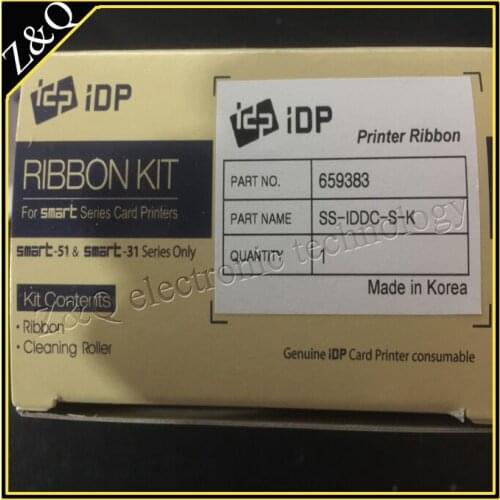 Z&Q
iDP
RIBBON KIT
For smart Series Card Printers
smart-51 & smart-31 Series Only
Kit Contents
• Ribbon
• Cleaning Roller
iDP
Printer Ribbon
PART NO. 659383
PART NAME SS-IDDC-S-K
QUANTITY 1
Made in Korea
Genuine iDP Card Printer consumable
Z&Q electronic technology
Z&Q